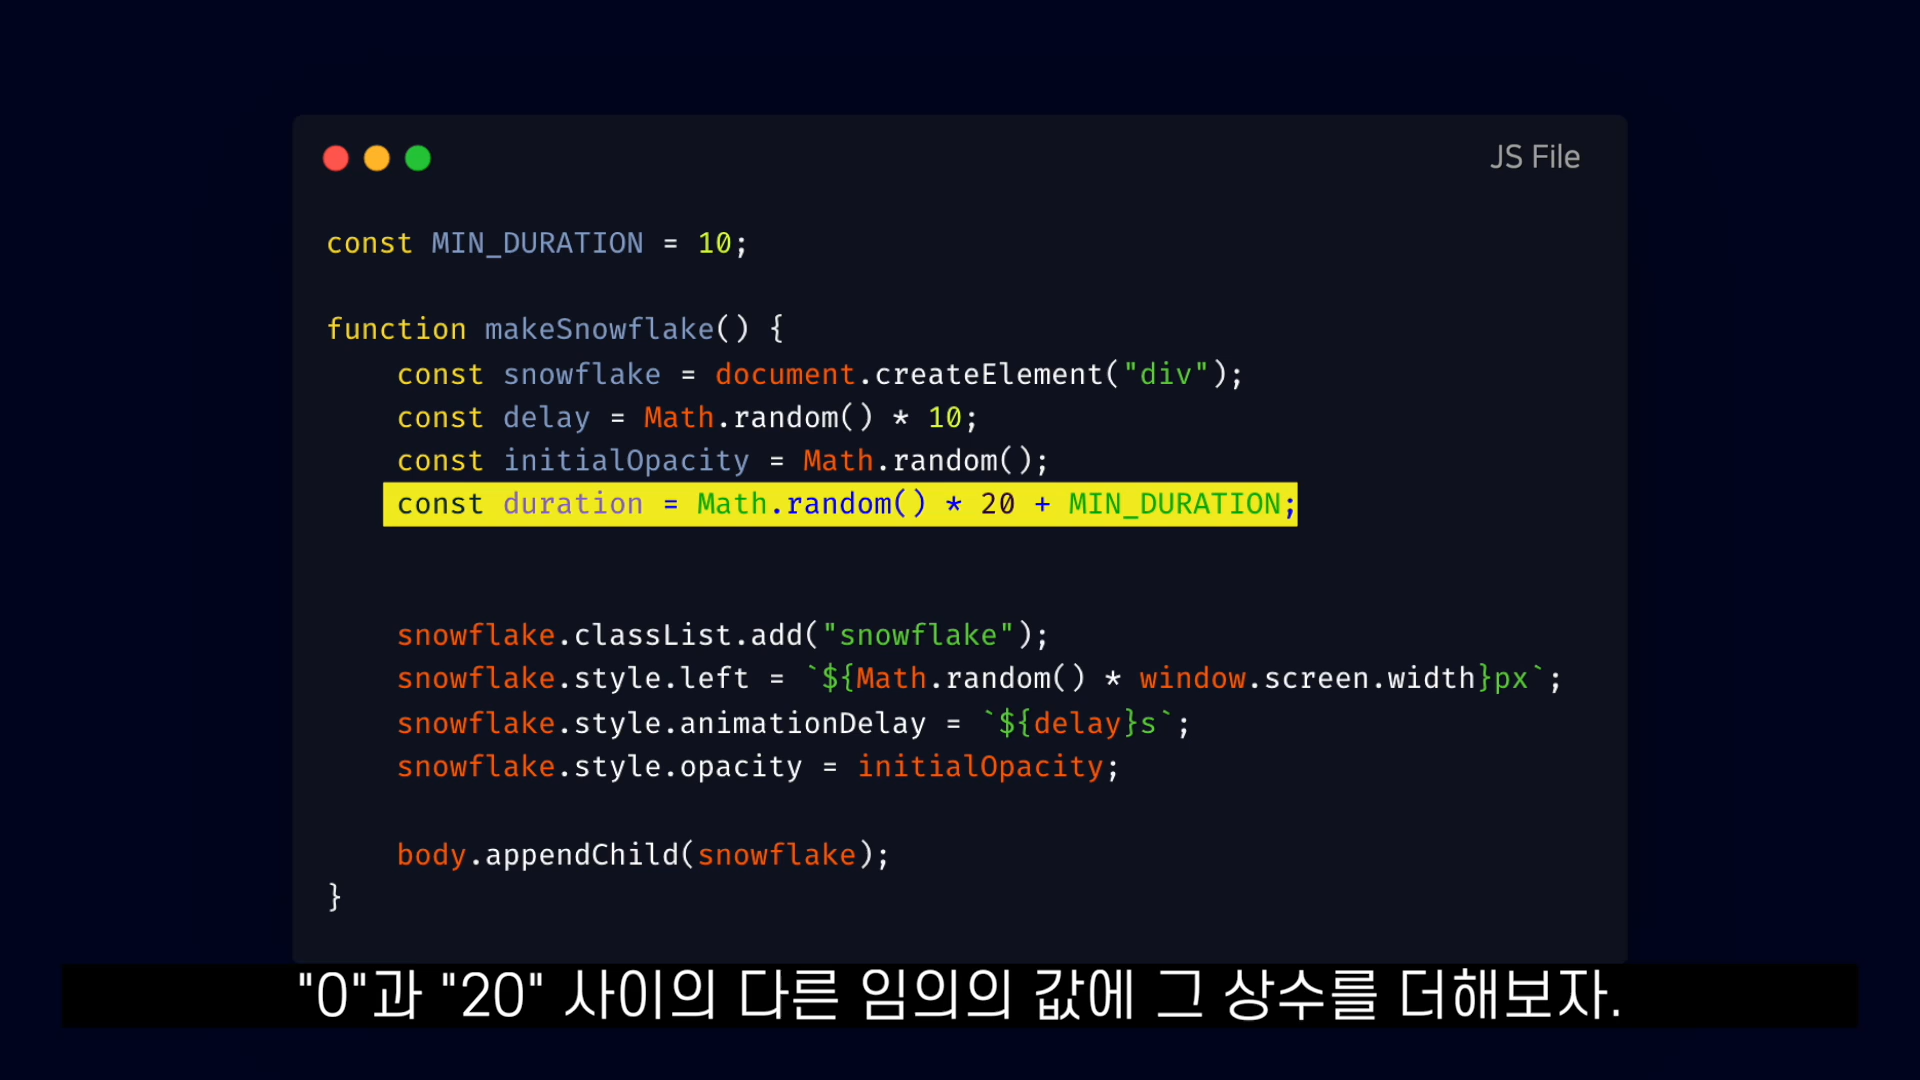 JS File
const MIN_DURATION = 10;
function makeSnowflake() {
const snowflake = document.createElement("div");
const delay = Math.random() * 10;
const initialOpacity = Math.random();
const duration = Math.random() * 20 + MIN_DURATION;
snowflake.classList.add("snowflake");
snowflake.style.left = `${Math.random() * window.screen.width}px`;
snowflake.style.animationDelay = `${delay}s`;
snowflake.style.opacity = initialOpacity;
body.appendChild(snowflake);
}
"0"과 "20" 사이의 다른 임의의 값에 그 상수를 더해보자.